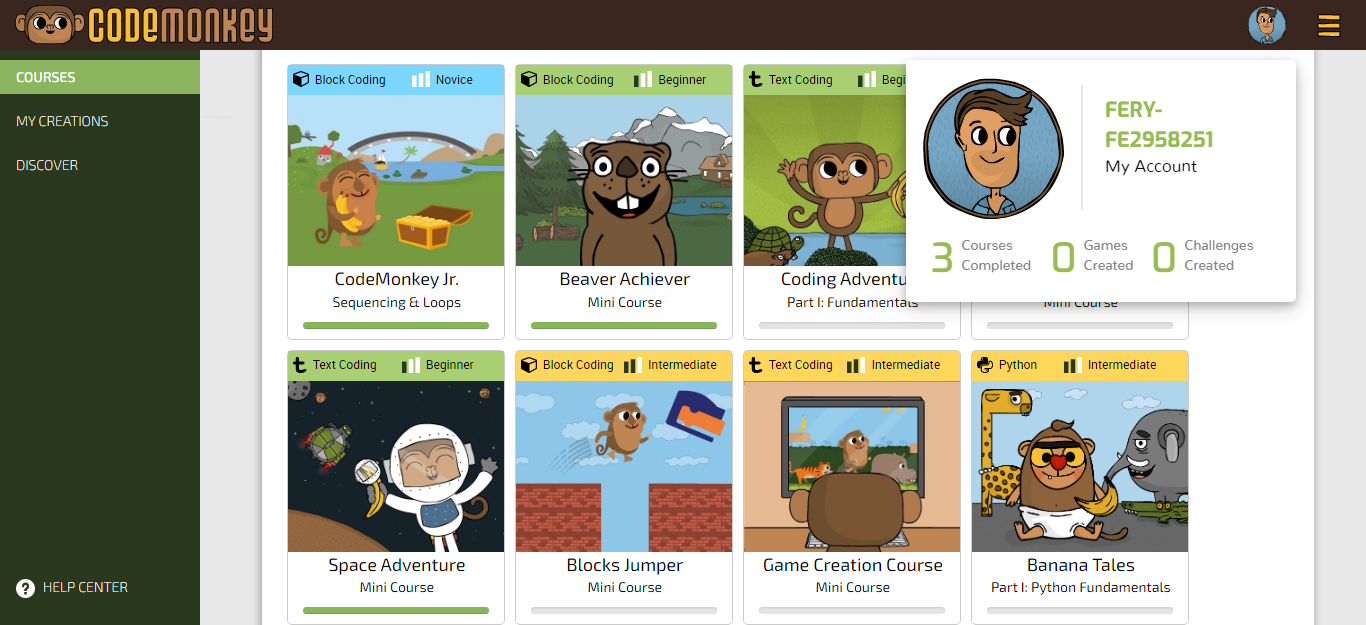 CODEMONKEY
COURSES
MY CREATIONS
DISCOVER
HELP CENTER
Block Coding Novice
CodeMonkey Jr.
Sequencing & Loops
Block Coding Beginner
Beaver Achiever
Mini Course
Text Coding Begi
Coding Adventu
Part I: Fundamentals
Mini Course
FERY-
FE2958251
My Account
3 Courses
Completed
0 Games
Created
0 Challenges
Created
Text Coding Beginner
Space Adventure
Mini Course
Block Coding Intermediate
Blocks Jumper
Mini Course
Text Coding Intermediate
Game Creation Course
Mini Course
Python Intermediate
Banana Tales
Part I: Python Fundamentals